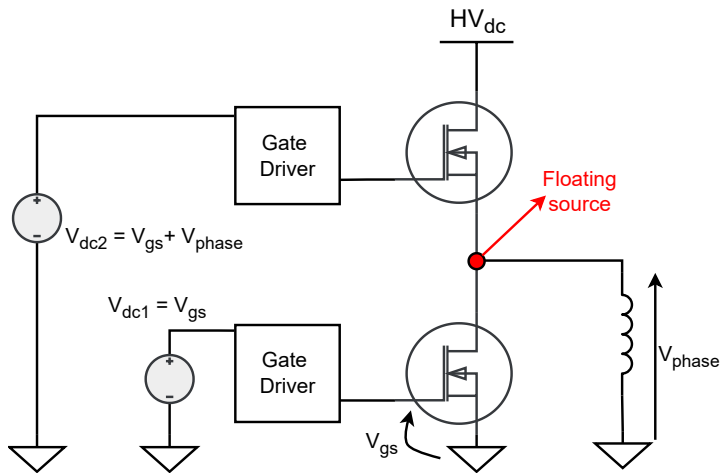 HVdc
Gate
Driver
Floating
source
+
−
Vdc2 = Vgs+ Vphase
Vdc1 = Vgs
Gate
Driver
+
−
Vphase
Vgs